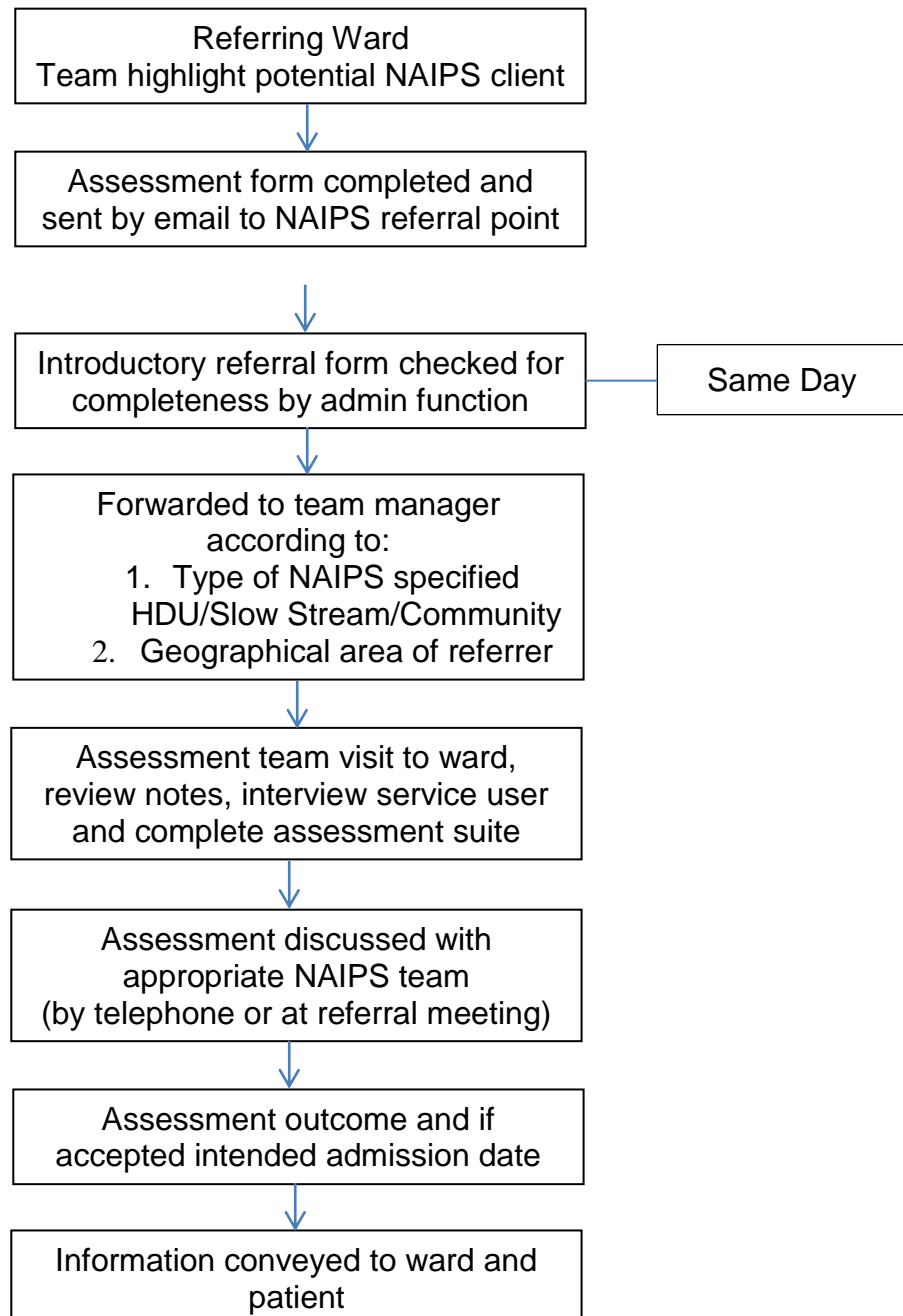 Referring Ward
Team highlight potential NAIPS client
Assessment form completed and
sent by email to NAIPS referral point
Introductory referral form checked for
completeness by admin function
Same Day
Forwarded to team manager
according to:
1. Type of NAIPS specified
HDU/Slow Stream/Community
2. Geographical area of referrer
Assessment team visit to ward,
review notes, interview service user
and complete assessment suite
Assessment discussed with
appropriate NAIPS team
(by telephone or at referral meeting)
Assessment outcome and if
accepted intended admission date
Information conveyed to ward and
patient